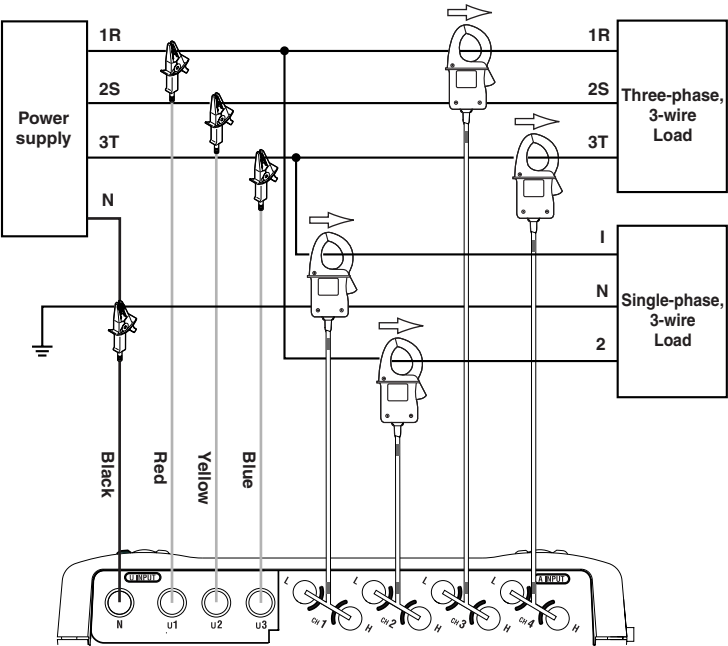 1R
1R
2S
2S
Power
supply
Three-phase,
3-wire
Load
3T
3T
N
I
N
Single-phase,
3-wire
Load
2
Black
Red
Yellow
Blue
U INPUT
A INPUT
L
L
L
L
N
U1
U2
U3
CH 1
H
CH 2
H
CH 3
H
CH 4
H